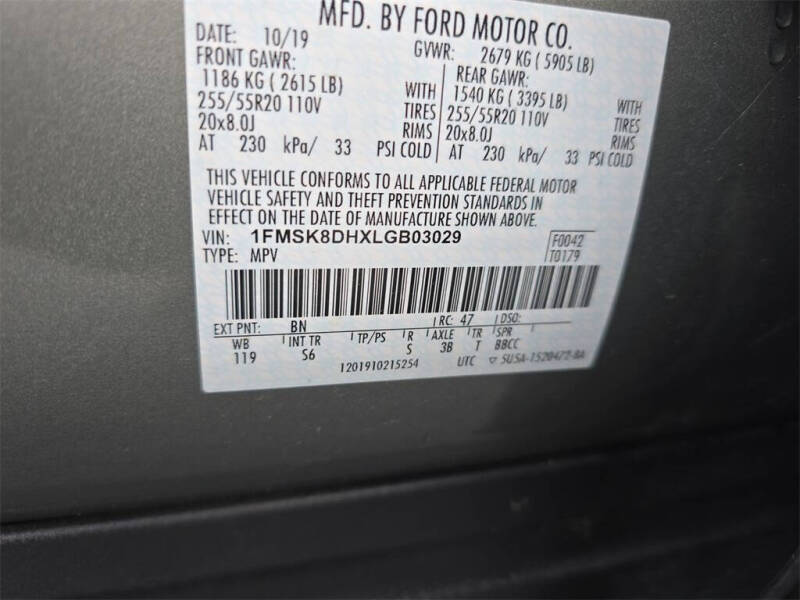 MFD. BY FORD MOTOR CO.
DATE: 10/19 GVWR: 2679 KG ( 5905 LB)
FRONT GAWR: REAR GAWR:
1186 KG ( 2615 LB) WITH 1540 KG ( 3395 LB) WITH
255/55R20 110V TIRES 255/55R20 110V TIRES
20x8.0J RIMS 20x8.0J RIMS
AT 230 kPa/ 33 PSI COLD AT 230 kPa/ 33 PSI COLD
THIS VEHICLE CONFORMS TO ALL APPLICABLE FEDERAL MOTOR
VEHICLE SAFETY AND THEFT PREVENTION STANDARDS IN
EFFECT ON THE DATE OF MANUFACTURE SHOWN ABOVE.
VIN: 1FMSK8DHXLGB03029 F0042
TYPE: MPV T0179
EXT PNT: BN RC: 47 DSO:
WB INT TR TP/PS R AXLE TR SPR
119 S6 S 3B T BBCC
1201910215254 UTC ▽ 5USA-1520472-BA